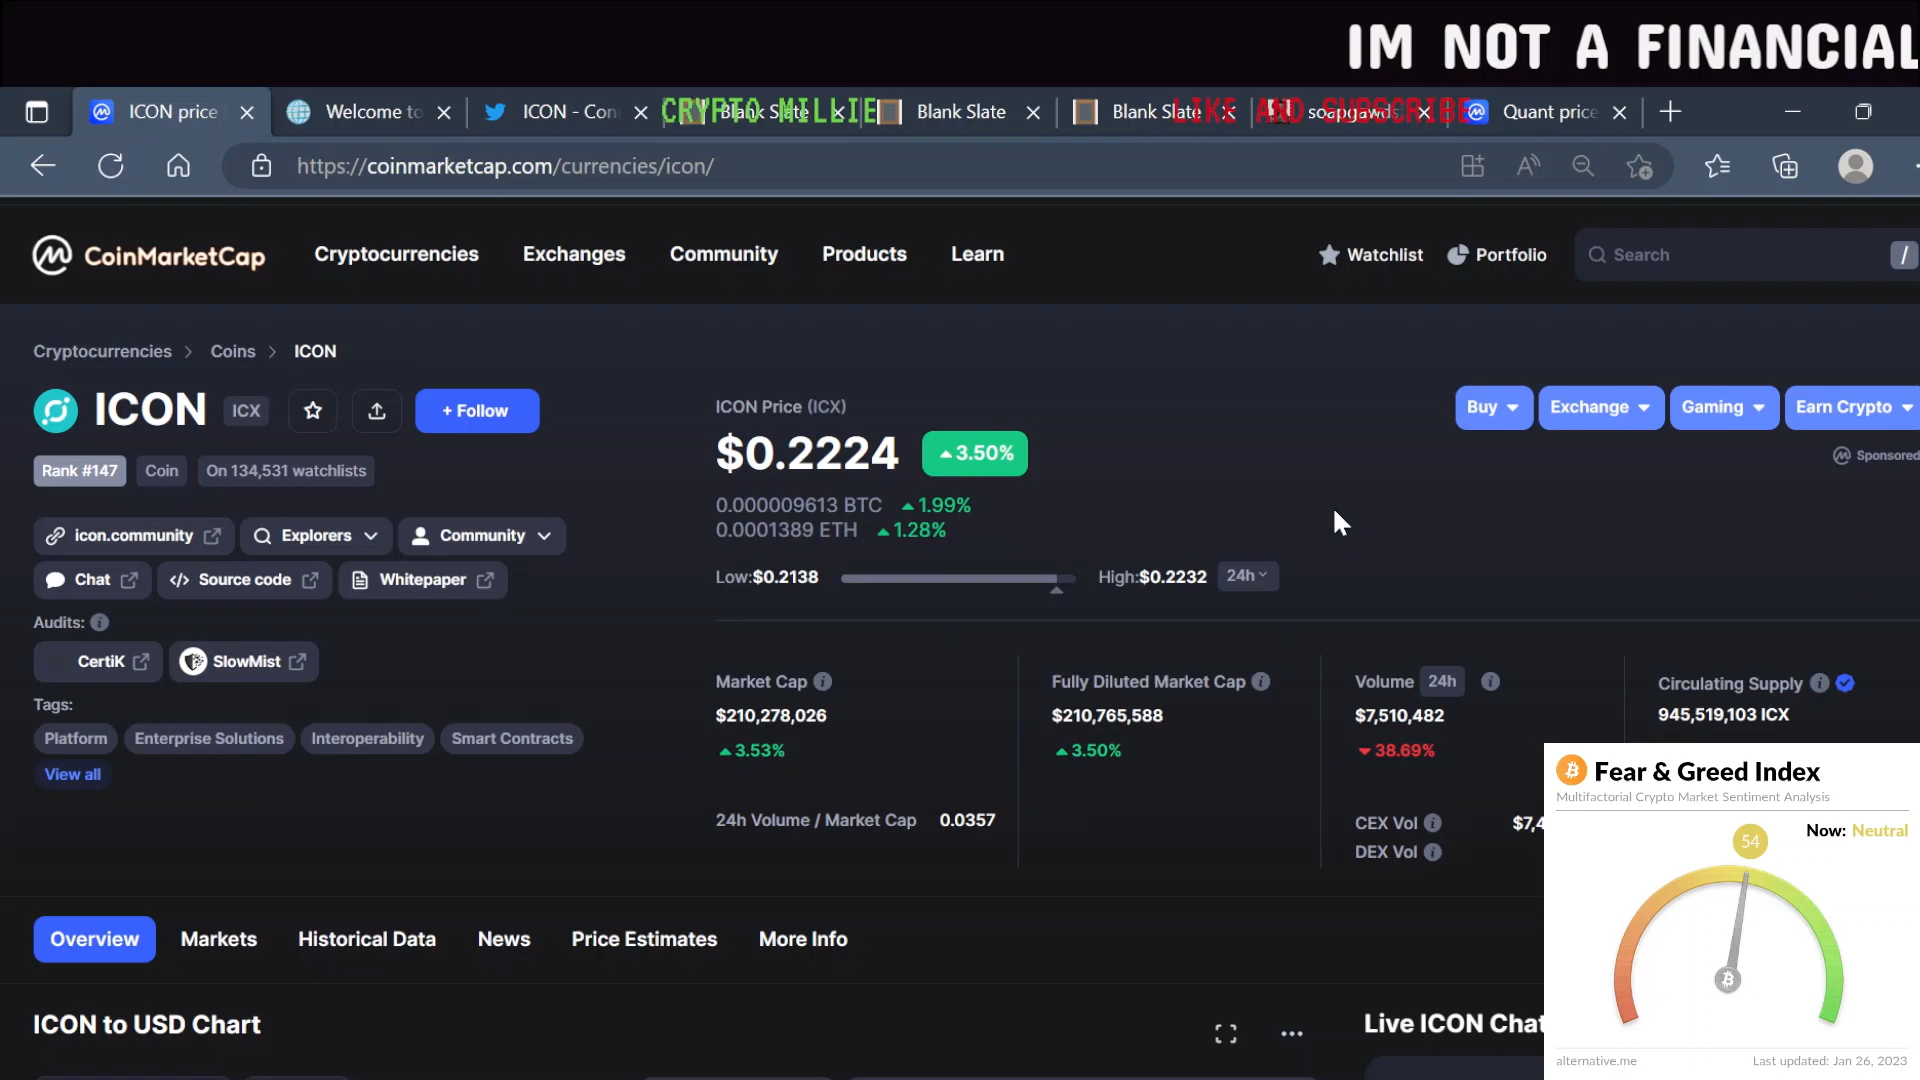 IM NOT A FINANCIAL
ICON price
Welcome to
ICON - Con
CRYPTO MILLIE
Blank Slate
Blank Slate
LIKE AND SUBSCRIBE
soapgawd
Quant price
https://coinmarketcap.com/currencies/icon/
CoinMarketCap
Cryptocurrencies
Exchanges
Community
Products
Learn
Watchlist
Portfolio
Search
/
Cryptocurrencies > Coins > ICON
ICON ICX
+ Follow
Rank #147
Coin
On 134,531 watchlists
icon.community
Explorers
Community
Chat
Source code
Whitepaper
Audits:
CertiK
SlowMist
Tags:
Platform
Enterprise Solutions
Interoperability
Smart Contracts
View all
ICON Price (ICX)
$0.2224
3.50%
0.000009613 BTC 1.99%
0.0001389 ETH 1.28%
Low:$0.2138
High:$0.2232
24h
Buy
Exchange
Gaming
Earn Crypto
Sponsored
Market Cap
$210,278,026
3.53%
24h Volume / Market Cap 0.0357
Fully Diluted Market Cap
$210,765,588
3.50%
Volume 24h
$7,510,482
38.69%
CEX Vol $7,4
DEX Vol
Circulating Supply
945,519,103 ICX
Fear & Greed Index
Multifactorial Crypto Market Sentiment Analysis
Now: Neutral
54
alternative.me
Last updated: Jan 26, 2023
Overview
Markets
Historical Data
News
Price Estimates
More Info
ICON to USD Chart
Live ICON Chat